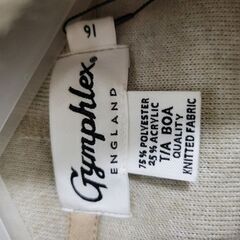 16
Gymphlex®
ENGLAND
75% POLYESTER
25% ACRYLIC
T/A BOA
QUALITY
KNITTED FABRIC